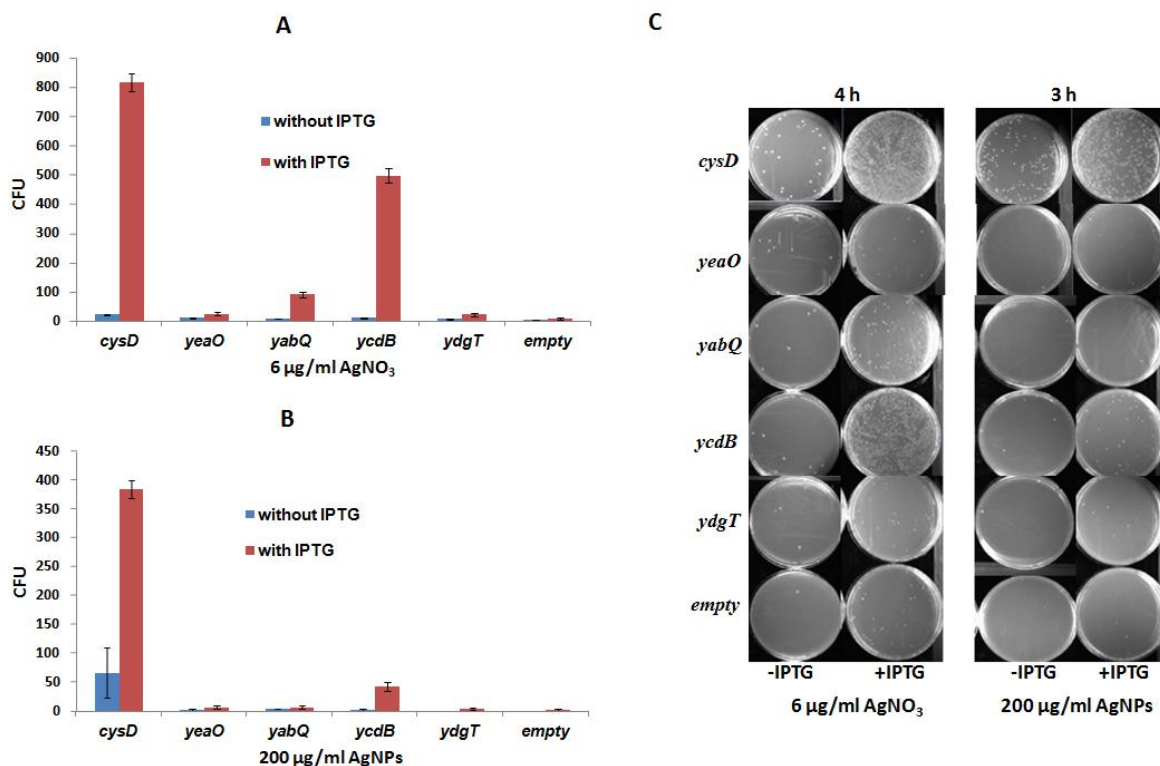 A
900
800
700
600
500
400
300
200
100
0
CFU
without IPTG
with IPTG
cysD yeaO yabQ ycdB ydgT empty
6 µg/ml AgNO₃
B
450
400
350
300
250
200
150
100
50
0
CFU
without IPTG
with IPTG
cysD yeaO yabQ ycdB ydgT empty
200 µg/ml AgNPs
C
4 h 3 h
cysD
yeaO
yabQ
ycdB
ydgT
empty
-IPTG +IPTG -IPTG +IPTG
6 µg/ml AgNO₃ 200 µg/ml AgNPs